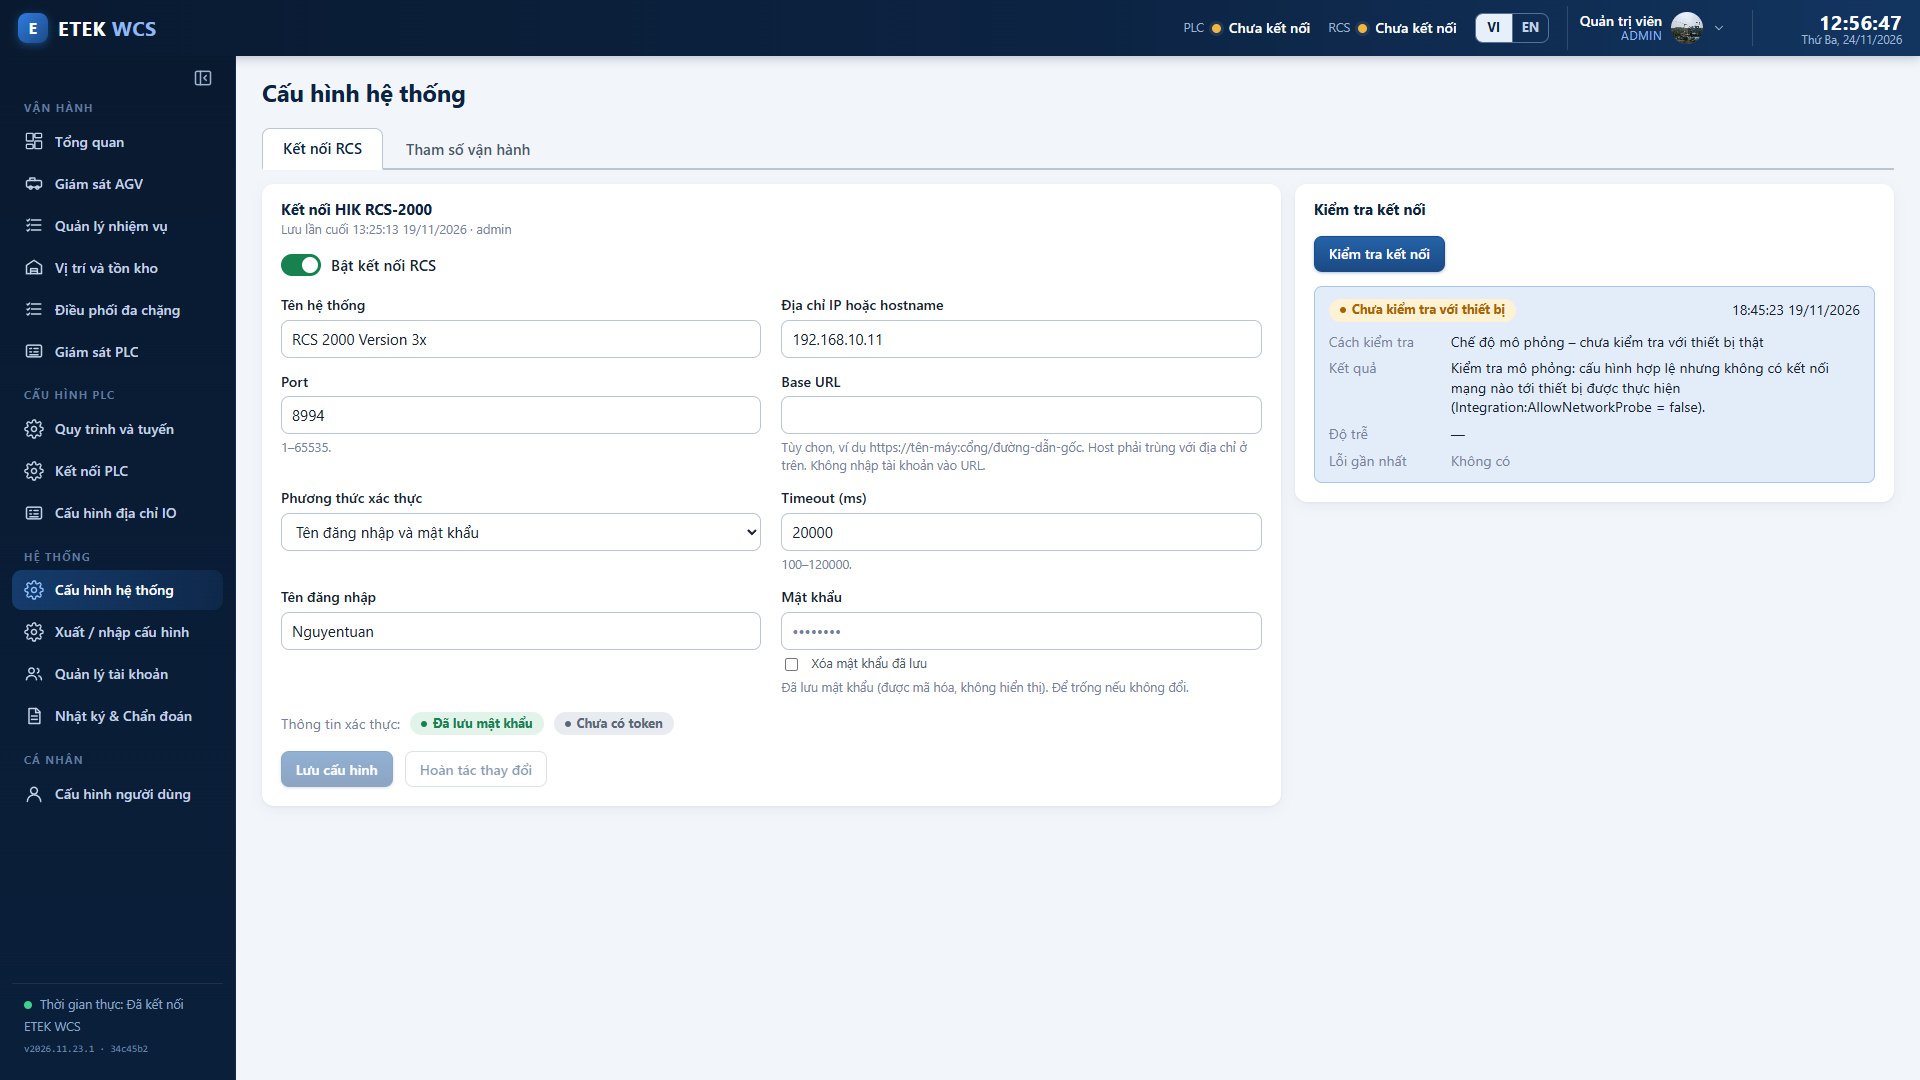 E ETEK WCS
PLC Chưa kết nối RCS Chưa kết nối VI EN
Quản trị viên
ADMIN
12:56:47
Thứ Ba, 24/11/2026
VẬN HÀNH
Tổng quan
Giám sát AGV
Quản lý nhiệm vụ
Vị trí và tồn kho
Điều phối đa chặng
Giám sát PLC
CẤU HÌNH PLC
Quy trình và tuyến
Kết nối PLC
Cấu hình địa chỉ IO
HỆ THỐNG
Cấu hình hệ thống
Xuất / nhập cấu hình
Quản lý tài khoản
Nhật ký & Chẩn đoán
CÁ NHÂN
Cấu hình người dùng
Thời gian thực: Đã kết nối
ETEK WCS
v2026.11.23.1 · 34c45b2
Cấu hình hệ thống
Kết nối RCS Tham số vận hành
Kết nối HIK RCS-2000
Lưu lần cuối 13:25:13 19/11/2026 · admin
Bật kết nối RCS
Tên hệ thống
RCS 2000 Version 3x
Địa chỉ IP hoặc hostname
192.168.10.11
Port
8994
1–65535.
Base URL
Tùy chọn, ví dụ https://tên-máy:cổng/đường-dẫn-gốc. Host phải trùng với địa chỉ ở
trên. Không nhập tài khoản vào URL.
Phương thức xác thực
Tên đăng nhập và mật khẩu
Timeout (ms)
20000
100–120000.
Tên đăng nhập
Nguyentuan
Mật khẩu
••••••••
Xóa mật khẩu đã lưu
Đã lưu mật khẩu (được mã hóa, không hiển thị). Để trống nếu không đổi.
Thông tin xác thực: Đã lưu mật khẩu Chưa có token
Lưu cấu hình Hoàn tác thay đổi
Kiểm tra kết nối
Kiểm tra kết nối
Chưa kiểm tra với thiết bị 18:45:23 19/11/2026
Cách kiểm tra Chế độ mô phỏng – chưa kiểm tra với thiết bị thật
Kết quả Kiểm tra mô phỏng: cấu hình hợp lệ nhưng không có kết nối
mạng nào tới thiết bị được thực hiện
(Integration:AllowNetworkProbe = false).
Độ trễ —
Lỗi gần nhất Không có